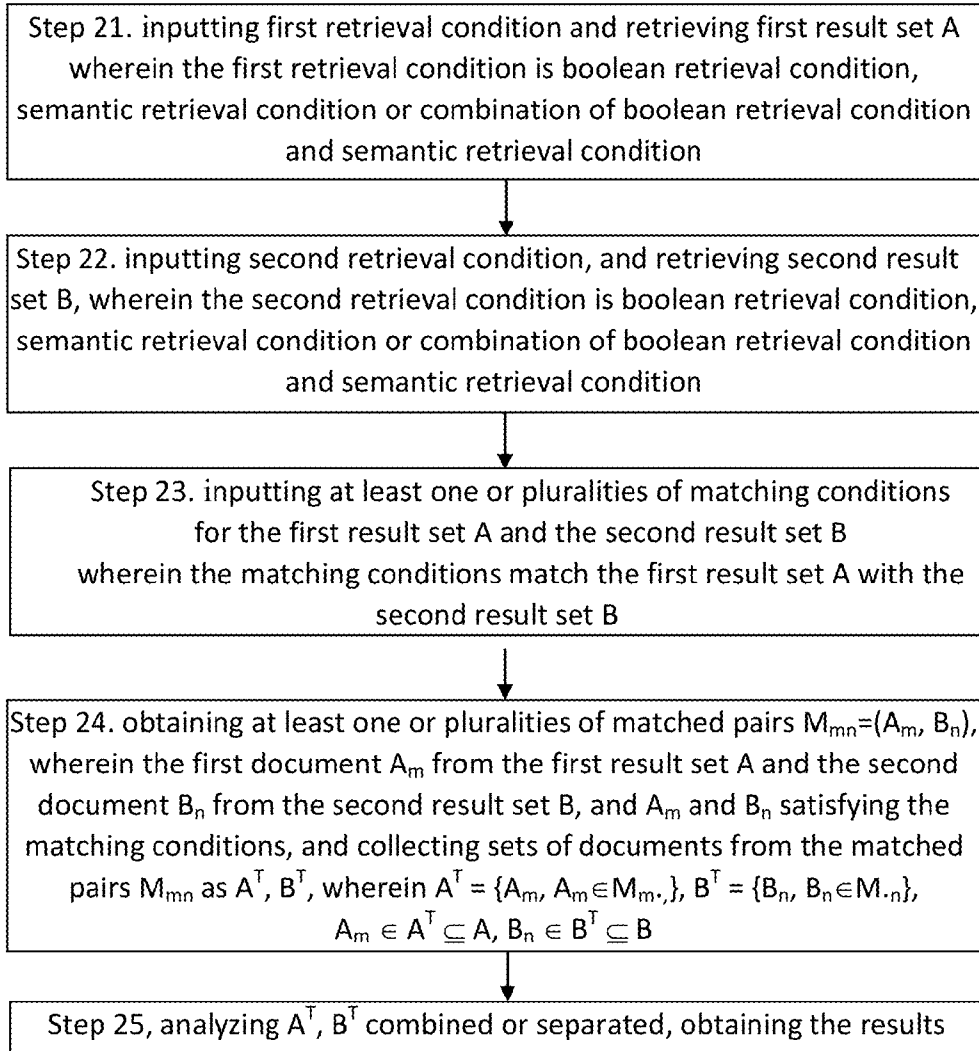 Step 21. inputting first retrieval condition and retrieving first result set A
wherein the first retrieval condition is boolean retrieval condition,
semantic retrieval condition or combination of boolean retrieval condition
and semantic retrieval condition
Step 22. inputting second retrieval condition, and retrieving second result
set B, wherein the second retrieval condition is boolean retrieval condition,
semantic retrieval condition or combination of boolean retrieval condition
and semantic retrieval condition
Step 23. inputting at least one or pluralities of matching conditions
for the first result set A and the second result set B
wherein the matching conditions match the first result set A with the
second result set B
Step 24. obtaining at least one or pluralities of matched pairs Mₘₙ=(Aₘ, Bₙ),
wherein the first document Aₘ from the first result set A and the second
document Bₙ from the second result set B, and Aₘ and Bₙ satisfying the
matching conditions, and collecting sets of documents from the matched
pairs Mₘₙ as Aᵀ, Bᵀ, wherein Aᵀ = {Aₘ, Aₘ∈Mₘ.,}, Bᵀ = {Bₙ, Bₙ∈M.ₙ},
Aₘ ∈ Aᵀ ⊆ A, Bₙ ∈ Bᵀ ⊆ B
Step 25, analyzing Aᵀ, Bᵀ combined or separated, obtaining the results